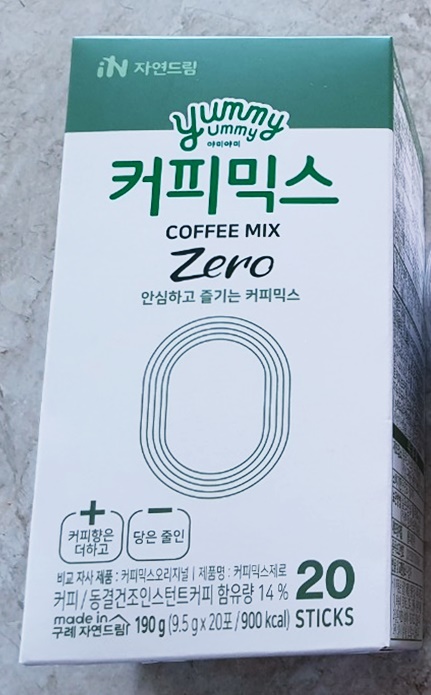 iN 자연드림
yummy
yummy
야미야미
커피믹스
COFFEE MIX
Zero
안심하고 즐기는 커피믹스
+
커피향은
더하고
−
당은 줄인
비교 자사 제품 : 커피믹스오리지널 | 제품명 : 커피믹스제로
커피 / 동결건조인스턴트커피 함유량 14 %
made in
구례 자연드림
190 g (9.5 g x 20포 / 900 kcal)
20
STICKS